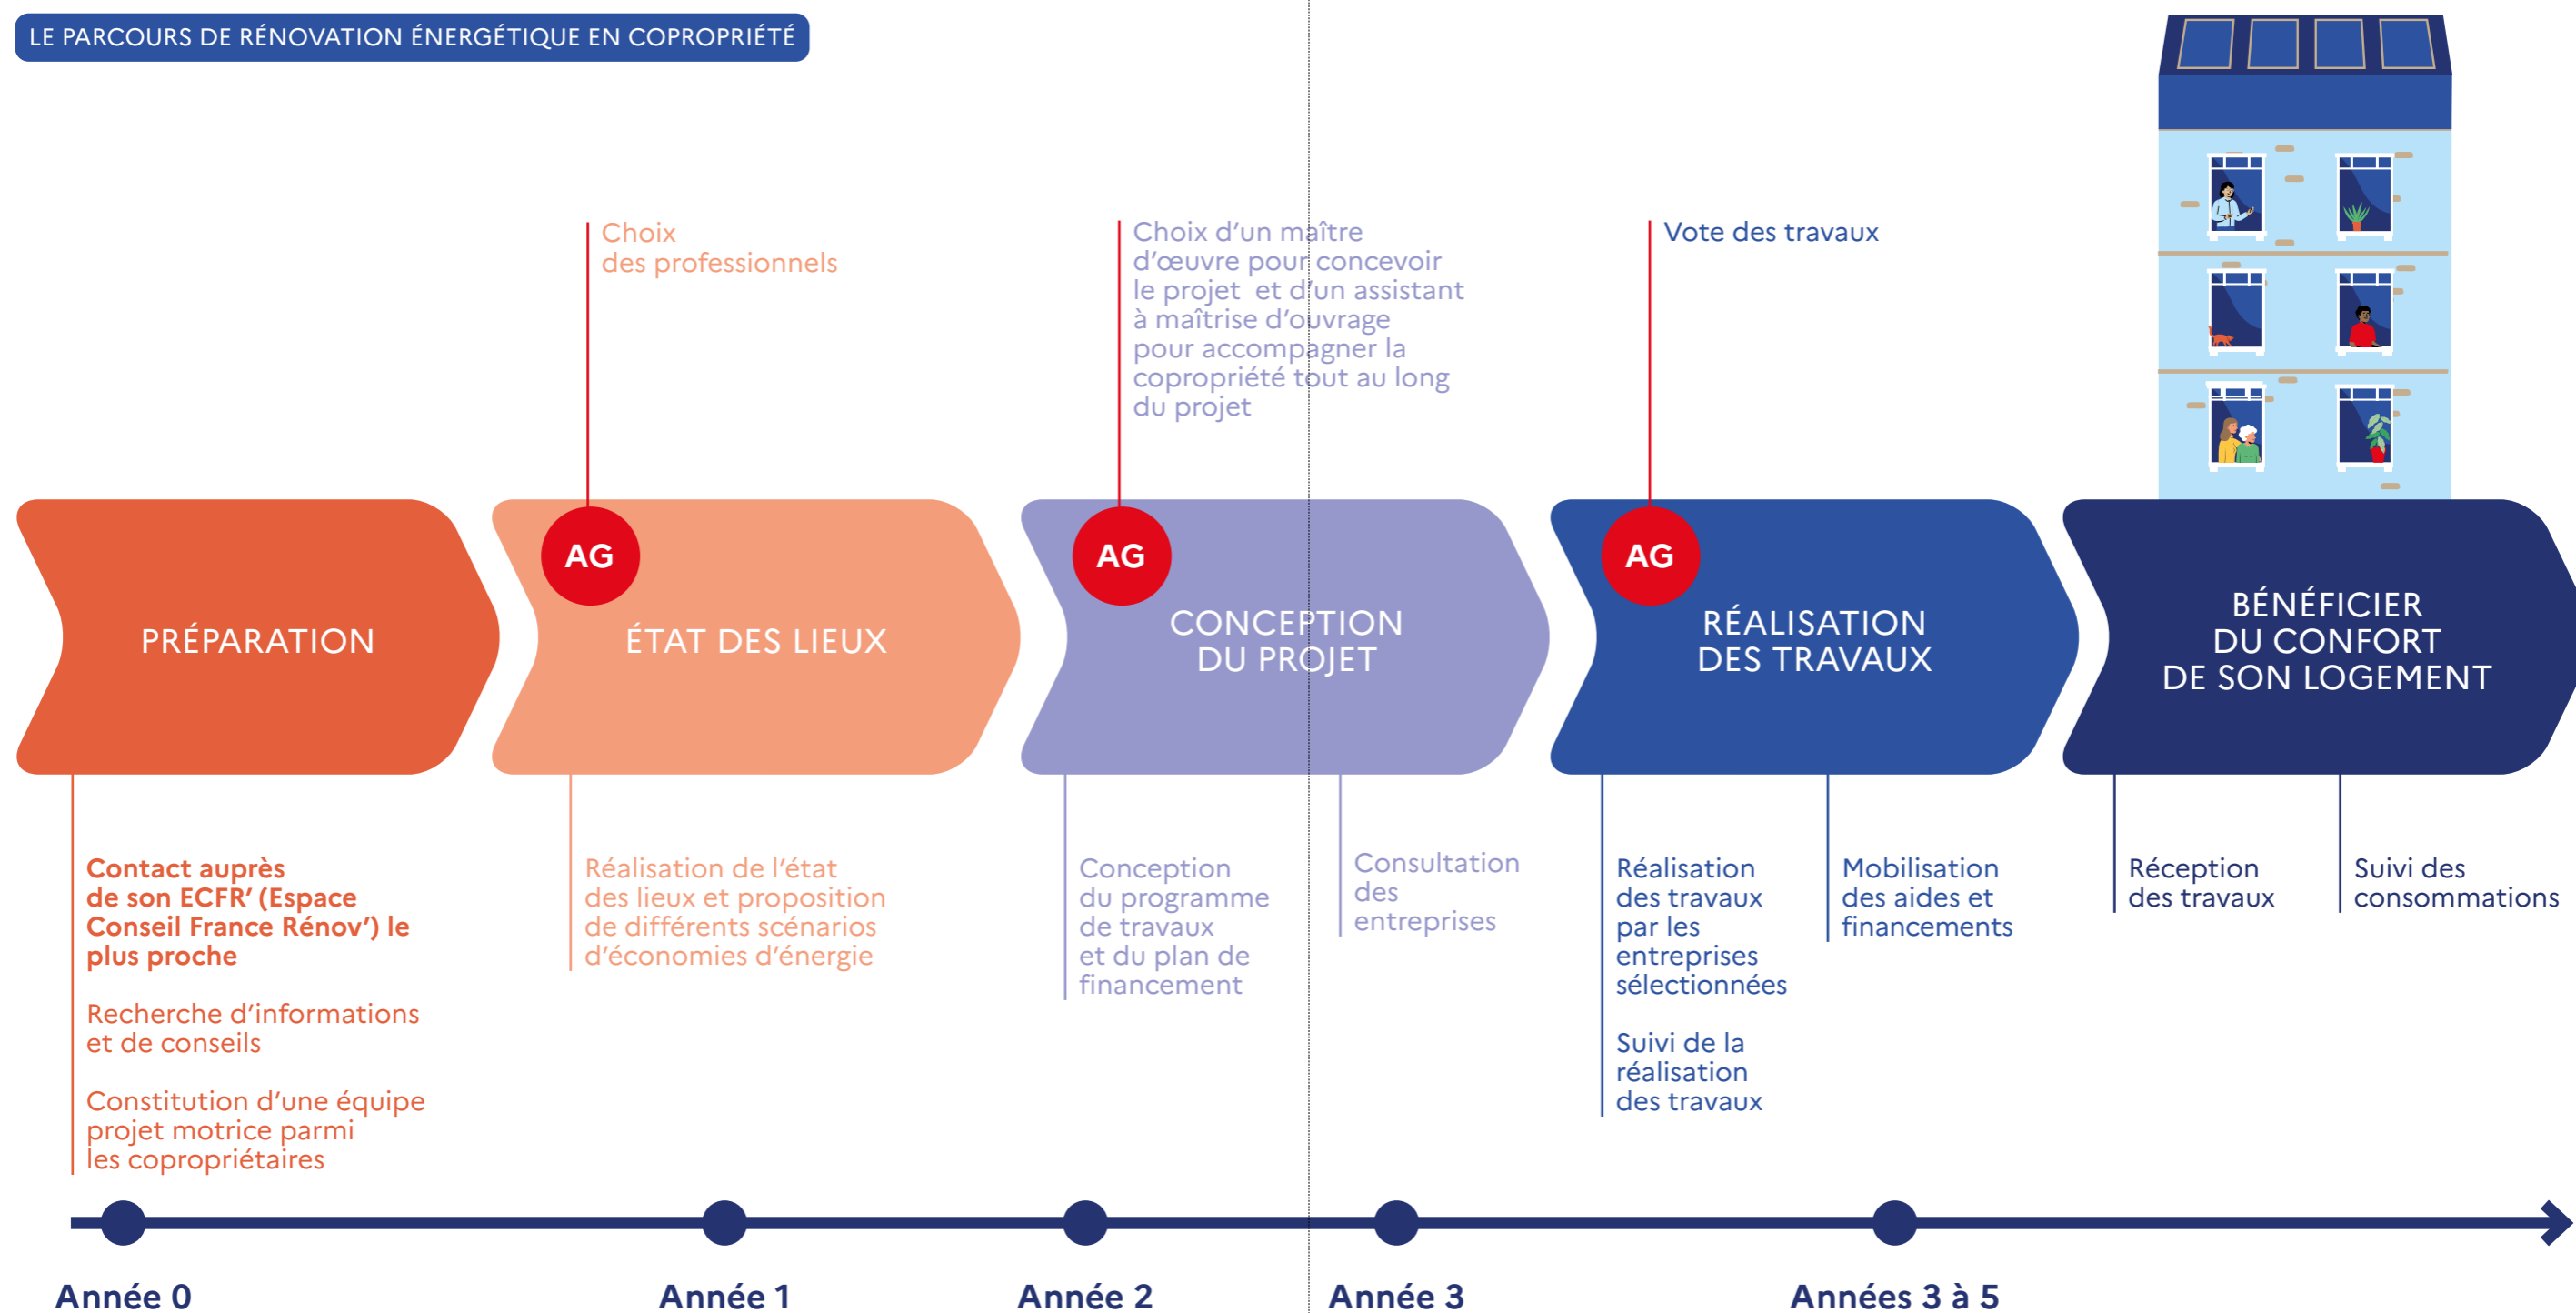 LE PARCOURS DE RÉNOVATION ÉNERGÉTIQUE EN COPROPRIÉTÉ
Choix
des professionnels
Choix d'un maître
d'œuvre pour concevoir
le projet et d'un assistant
à maîtrise d'ouvrage
pour accompagner la
copropriété tout au long
du projet
Vote des travaux
AG
AG
AG
PRÉPARATION
ÉTAT DES LIEUX
CONCEPTION
DU PROJET
RÉALISATION
DES TRAVAUX
BÉNÉFICIER
DU CONFORT
DE SON LOGEMENT
Contact auprès
de son ECFR' (Espace
Conseil France Rénov') le
plus proche
Recherche d'informations
et de conseils
Constitution d'une équipe
projet motrice parmi
les copropriétaires
Réalisation de l'état
des lieux et proposition
de différents scénarios
d'économies d'énergie
Conception
du programme
de travaux
et du plan de
financement
Consultation
des
entreprises
Réalisation
des travaux
par les
entreprises
sélectionnées
Suivi de la
réalisation
des travaux
Mobilisation
des aides et
financements
Réception
des travaux
Suivi des
consommations
Année 0
Année 1
Année 2
Année 3
Années 3 à 5